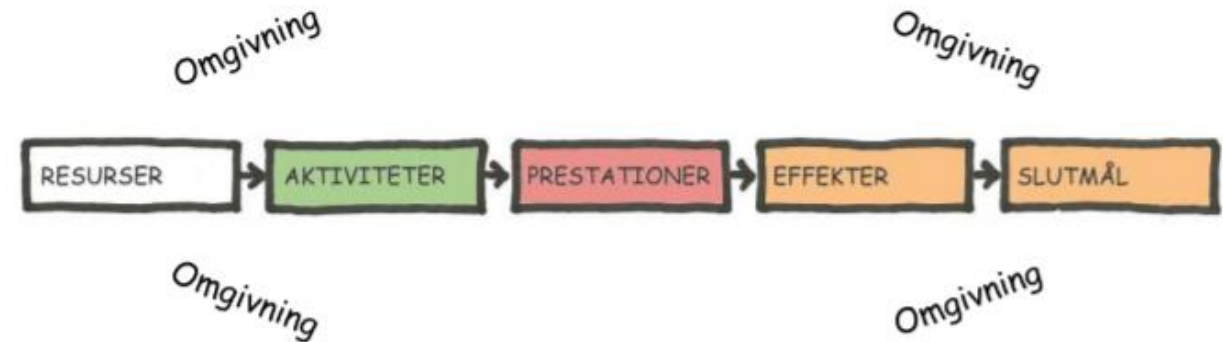 Omgivning
Omgivning
RESURSER
AKTIVITETER
PRESTATIONER
EFFEKTER
SLUTMÅL
Omgivning
Omgivning